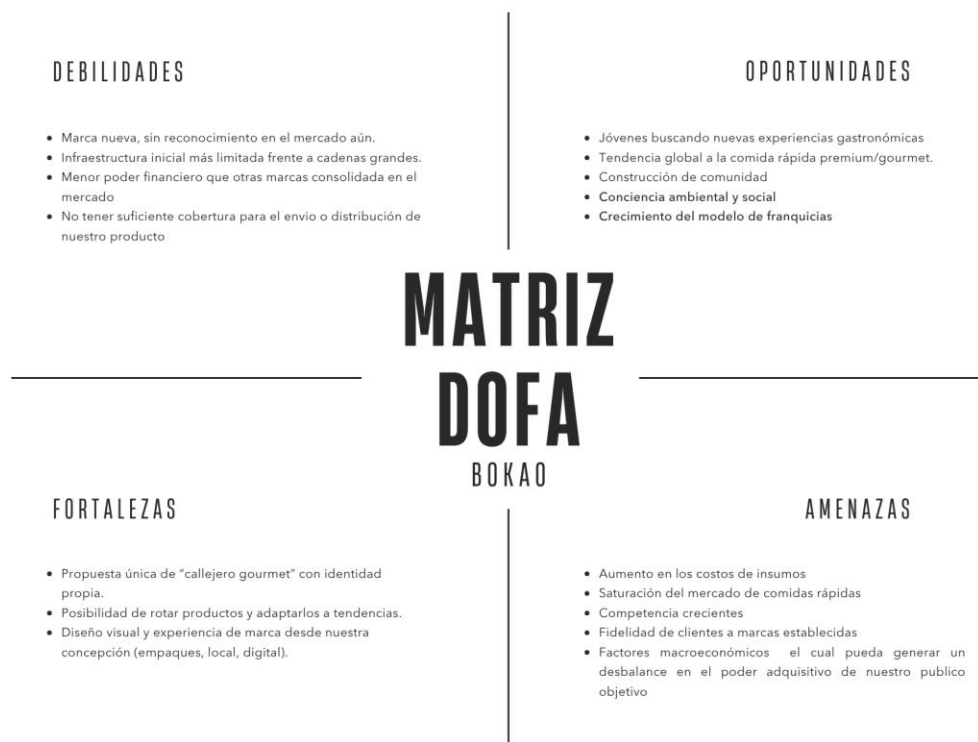 DEBILIDADES
• Marca nueva, sin reconocimiento en el mercado aún.
• Infraestructura inicial más limitada frente a cadenas grandes.
• Menor poder financiero que otras marcas consolidada en el
mercado
• No tener suficiente cobertura para el envio o distribución de
nuestro producto
OPORTUNIDADES
• Jóvenes buscando nuevas experiencias gastronómicas
• Tendencia global a la comida rápida premium/gourmet.
• Construcción de comunidad
• Conciencia ambiental y social
• Crecimiento del modelo de franquicias
MATRIZ
DOFA
BOKAO
FORTALEZAS
• Propuesta única de “callejero gourmet” con identidad
propia.
• Posibilidad de rotar productos y adaptarlos a tendencias.
• Diseño visual y experiencia de marca desde nuestra
concepción (empaques, local, digital).
AMENAZAS
• Aumento en los costos de insumos
• Saturación del mercado de comidas rápidas
• Competencia crecientes
• Fidelidad de clientes a marcas establecidas
• Factores macroeconómicos el cual pueda generar un
desbalance en el poder adquisitivo de nuestro publico
objetivo